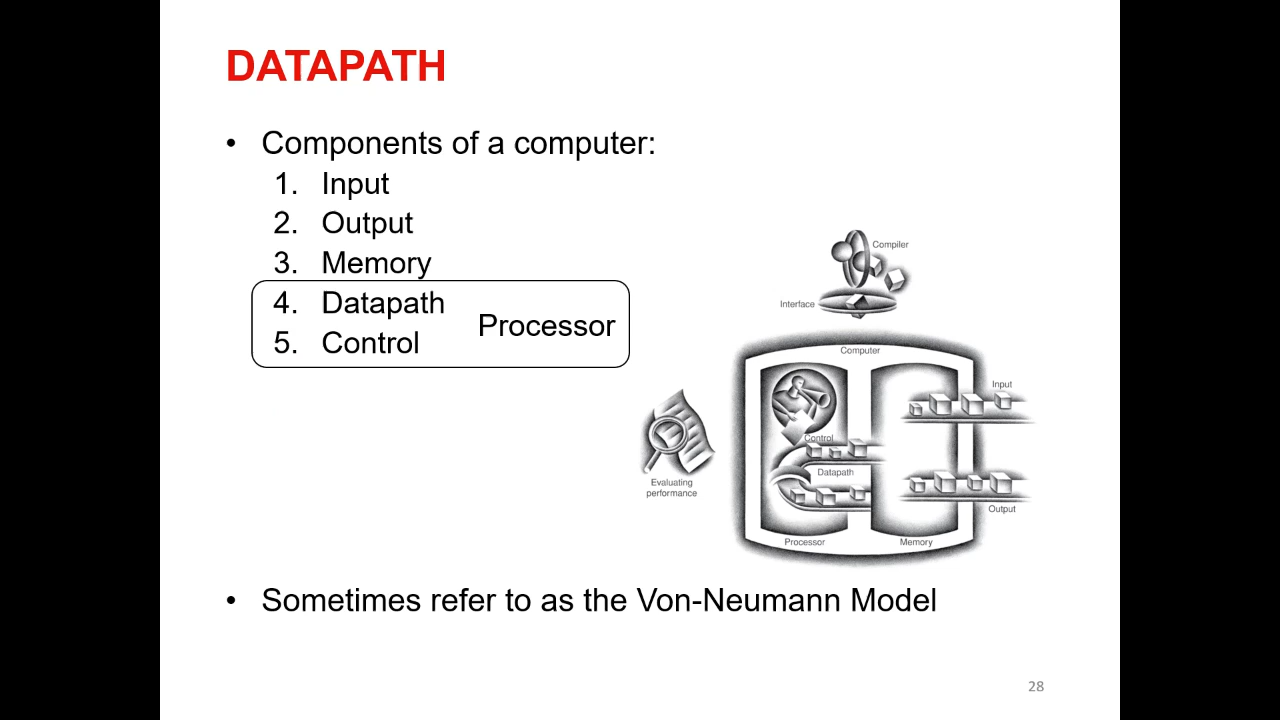 DATAPATH
• Components of a computer:
1. Input
2. Output
3. Memory
4. Datapath
5. Control
Processor
Compiler
Interface
Computer
Input
Control
Datapath
Evaluating
performance
Output
Processor
Memory
• Sometimes refer to as the Von-Neumann Model
28